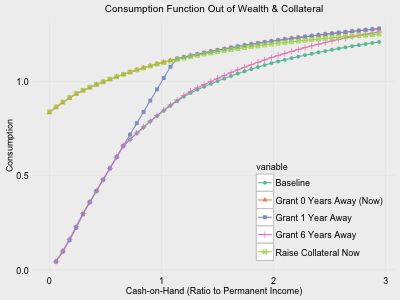 Consumption Function Out of Wealth & Collateral
1.0
0.5
0.0
Consumption
variable
Baseline
Grant 0 Years Away (Now)
Grant 1 Year Away
Grant 6 Years Away
Raise Collateral Now
0 1 2 3
Cash-on-Hand (Ratio to Permanent Income)